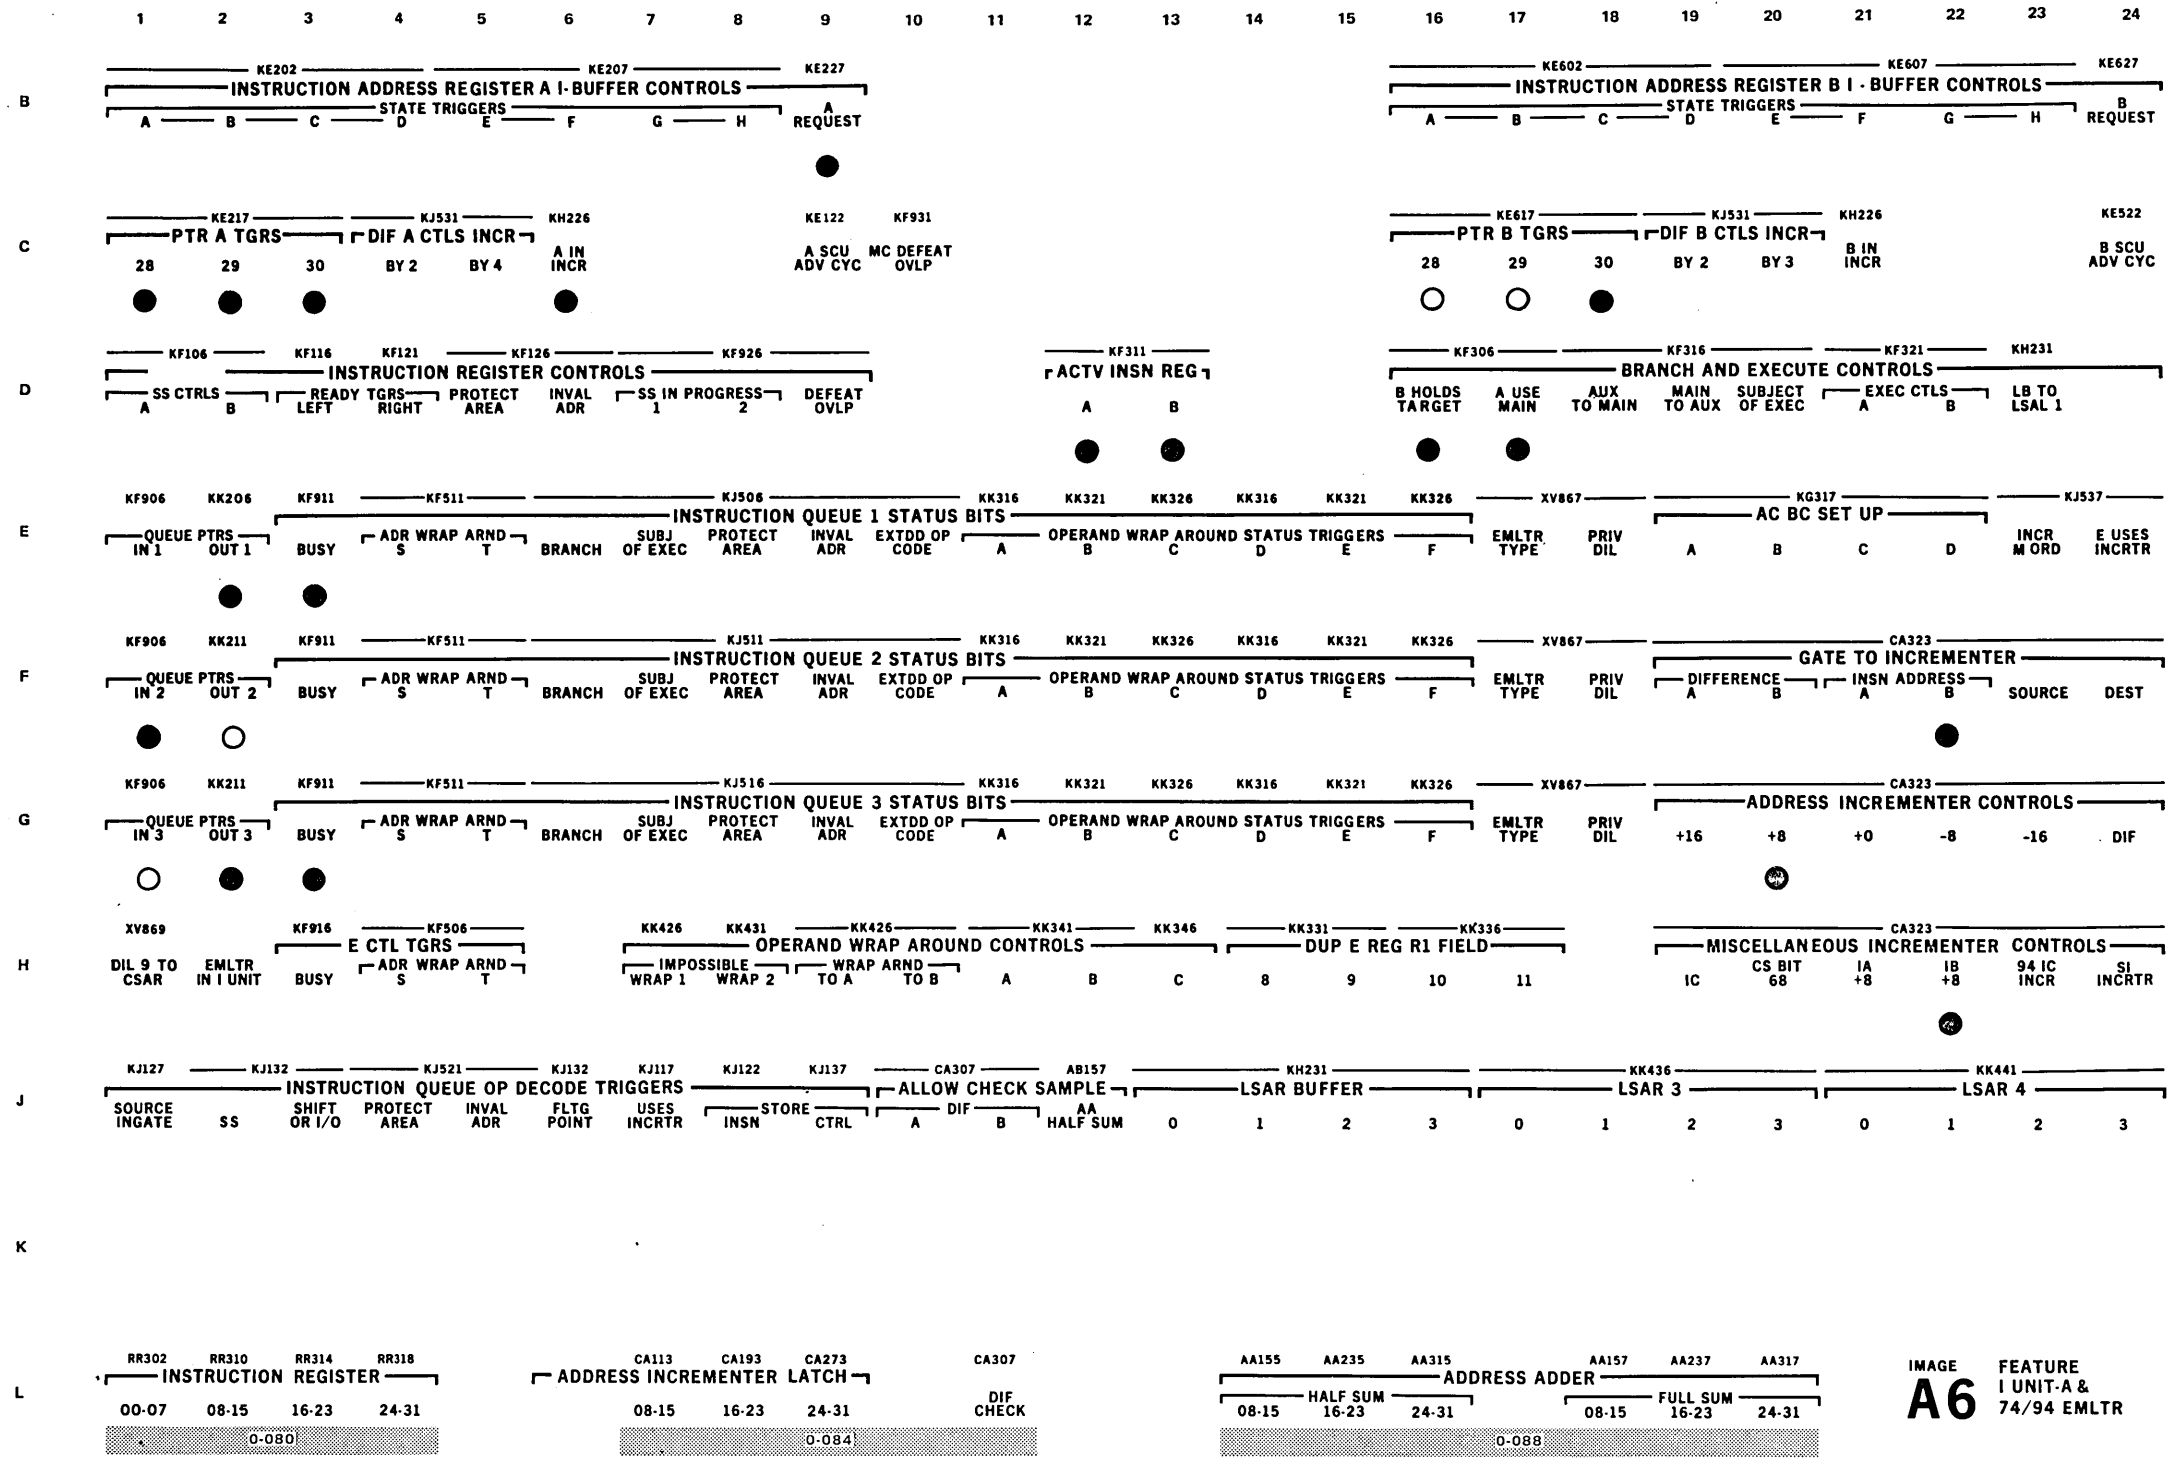 1 2 3 4 5 6 7 8 9 10 11 12 13 14 15 16 17 18 19 20 21 22 23 24
KE202 KE207 KE227 KE602 KE607 KE627
B INSTRUCTION ADDRESS REGISTER A I-BUFFER CONTROLS INSTRUCTION ADDRESS REGISTER B I-BUFFER CONTROLS
STATE TRIGGERS A STATE TRIGGERS B
A B C D E F G H REQUEST A B C D E F G H REQUEST
KE217 KJ531 KH226 KE122 KF931 KE617 KJ531 KH226 KE522
C PTR A TGRS DIF A CTLS INCR A IN A SCU MC DEFEAT PTR B TGRS DIF B CTLS INCR B IN B SCU
28 29 30 BY 2 BY 4 INCR ADV CYC OVLP 28 29 30 BY 2 BY 3 INCR ADV CYC
KF106 KF116 KF121 KF126 KF926 KF311 KF306 KF316 KF321 KH231
INSTRUCTION REGISTER CONTROLS ACTV INSN REG BRANCH AND EXECUTE CONTROLS
D SS CTRLS READY TGRS PROTECT INVAL SS IN PROGRESS DEFEAT B HOLDS A USE AUX MAIN SUBJECT EXEC CTLS LB TO
A B LEFT RIGHT AREA ADR 1 2 OVLP A B TARGET MAIN TO MAIN TO AUX OF EXEC A B LSAL 1
KF906 KK206 KF911 KF511 KJ506 KK316 KK321 KK326 KK316 KK321 KK326 XV867 KG317 KJ537
INSTRUCTION QUEUE 1 STATUS BITS AC BC SET UP
E QUEUE PTRS ADR WRAP ARND SUBJ PROTECT INVAL EXTDD OP OPERAND WRAP AROUND STATUS TRIGGERS EMLTR PRIV INCR E USES
IN 1 OUT 1 BUSY S T BRANCH OF EXEC AREA ADR CODE A B C D E F TYPE DIL A B C D M ORD INCRTR
KF906 KK211 KF911 KF511 KJ511 KK316 KK321 KK326 KK316 KK321 KK326 XV867 CA323
INSTRUCTION QUEUE 2 STATUS BITS GATE TO INCREMENTER
F QUEUE PTRS ADR WRAP ARND SUBJ PROTECT INVAL EXTDD OP OPERAND WRAP AROUND STATUS TRIGGERS EMLTR PRIV DIFFERENCE INSN ADDRESS
IN 2 OUT 2 BUSY S T BRANCH OF EXEC AREA ADR CODE A B C D E F TYPE DIL A B A B SOURCE DEST
KF906 KK211 KF911 KF511 KJ516 KK316 KK321 KK326 KK316 KK321 KK326 XV867 CA323
INSTRUCTION QUEUE 3 STATUS BITS ADDRESS INCREMENTER CONTROLS
G QUEUE PTRS ADR WRAP ARND SUBJ PROTECT INVAL EXTDD OP OPERAND WRAP AROUND STATUS TRIGGERS EMLTR PRIV
IN 3 OUT 3 BUSY S T BRANCH OF EXEC AREA ADR CODE A B C D E F TYPE DIL +16 +8 +0 -8 -16 DIF
XV869 KF916 KF506 KK426 KK431 KK426 KK341 KK346 KK331 KK336 CA323
E CTL TGRS OPERAND WRAP AROUND CONTROLS DUP E REG R1 FIELD MISCELLANEOUS INCREMENTER CONTROLS
H DIL 9 TO EMLTR ADR WRAP ARND IMPOSSIBLE WRAP ARND CS BIT IA IB 94 IC SI
CSAR IN I UNIT BUSY S T WRAP 1 WRAP 2 TO A TO B A B C 8 9 10 11 IC 68 +8 +8 INCR INCRTR
KJ127 KJ132 KJ521 KJ132 KJ117 KJ122 KJ137 CA307 AB157 KH231 KK436 KK441
INSTRUCTION QUEUE OP DECODE TRIGGERS ALLOW CHECK SAMPLE LSAR BUFFER LSAR 3 LSAR 4
J SOURCE SHIFT PROTECT INVAL FLTG USES STORE DIF AA
INGATE SS OR I/O AREA ADR POINT INCRTR INSN CTRL A B HALF SUM 0 1 2 3 0 1 2 3 0 1 2 3
K
RR302 RR310 RR314 RR318 CA113 CA193 CA273 CA307 AA155 AA235 AA315 AA157 AA237 AA317 IMAGE FEATURE
INSTRUCTION REGISTER ADDRESS INCREMENTER LATCH ADDRESS ADDER A6 I UNIT-A &
L DIF HALF SUM FULL SUM 74/94 EMLTR
00-07 08-15 16-23 24-31 08-15 16-23 24-31 CHECK 08-15 16-23 24-31 08-15 16-23 24-31
0-080 0-084 0-088